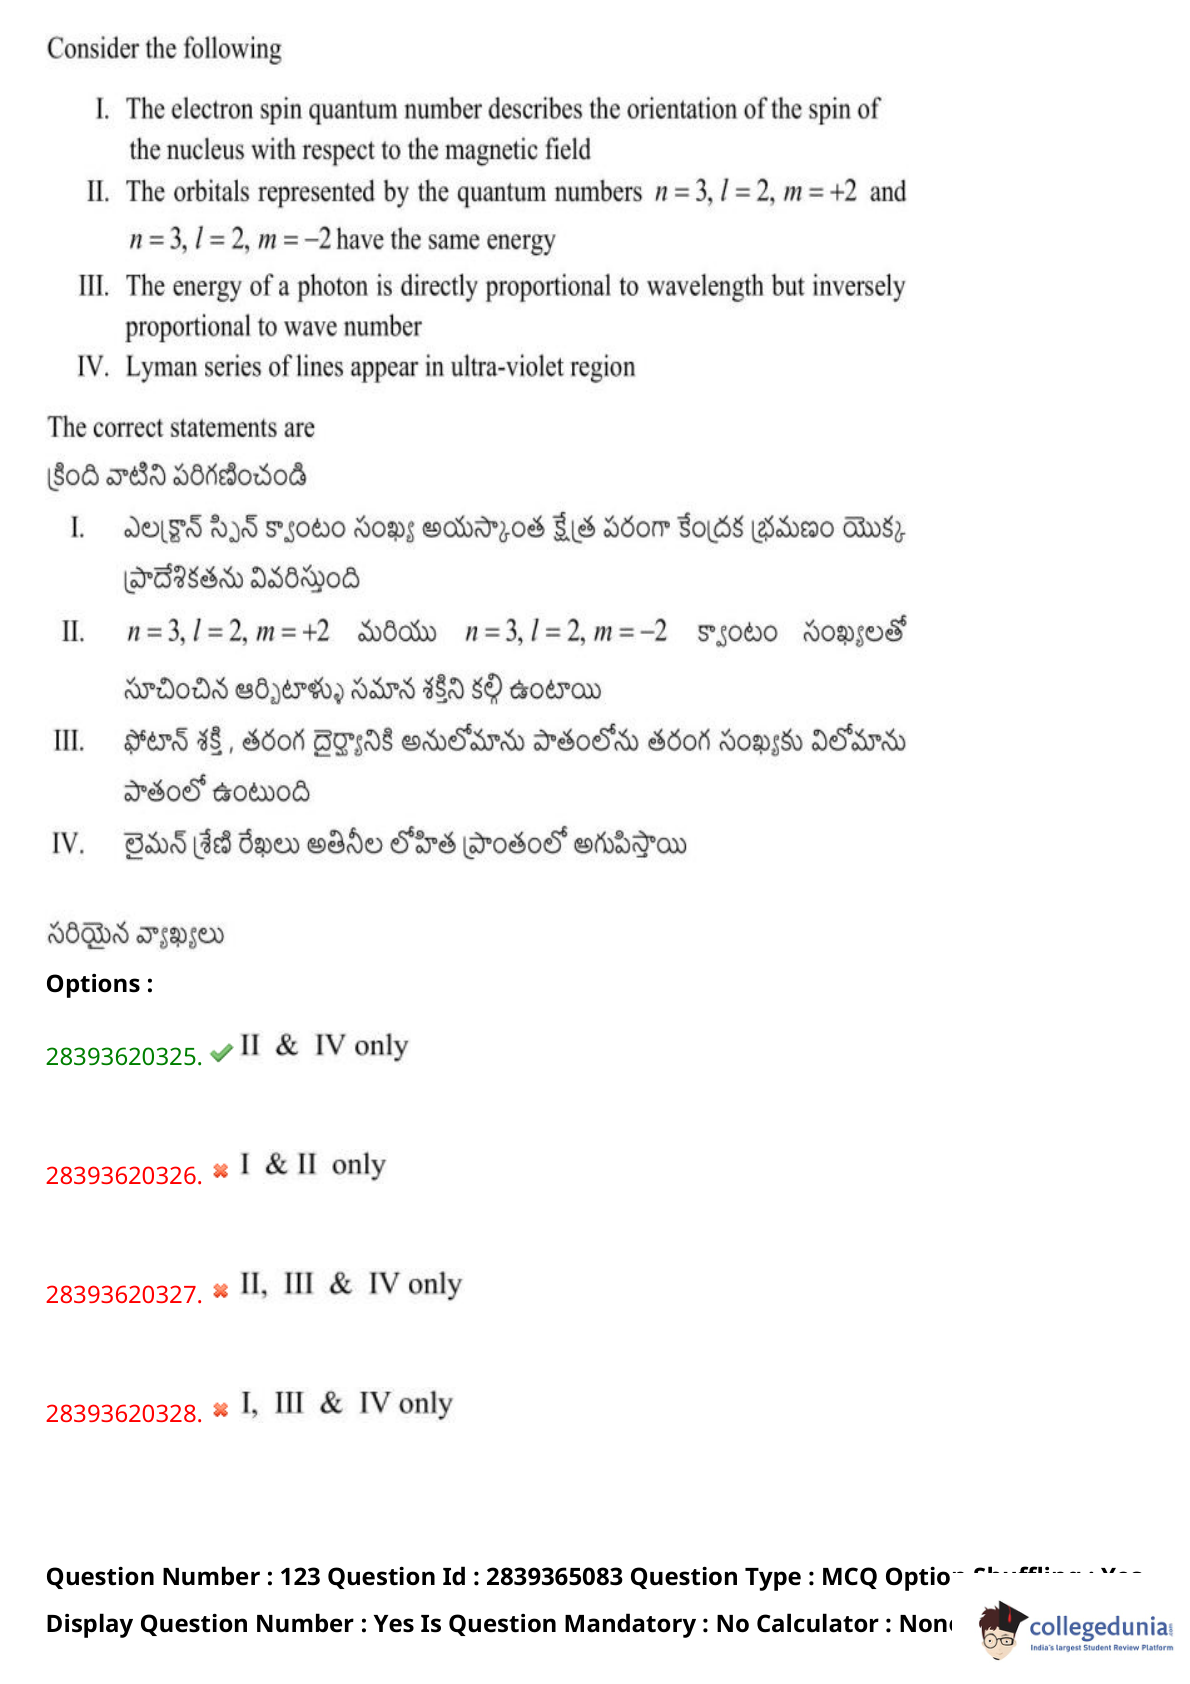 Consider the following
I. The electron spin quantum number describes the orientation of the spin of
the nucleus with respect to the magnetic field
II. The orbitals represented by the quantum numbers n = 3, l = 2, m = +2 and
n = 3, l = 2, m = −2 have the same energy
III. The energy of a photon is directly proportional to wavelength but inversely
proportional to wave number
IV. Lyman series of lines appear in ultra-violet region
The correct statements are
క్రింది వాటిని పరిగణించండి
I. ఎలక్ట్రాన్ స్పిన్ క్వాంటం సంఖ్య అయస్కాంత క్షేత్ర పరంగా కేంద్రక భ్రమణం యొక్క
ప్రాదేశికతను వివరిస్తుంది
II. n = 3, l = 2, m = +2 మరియు n = 3, l = 2, m = −2 క్వాంటం సంఖ్యలతో
సూచించిన ఆర్బిటాళ్ళు సమాన శక్తిని కల్గి ఉంటాయి
III. ఫోటాన్ శక్తి , తరంగ దైర్ఘ్యానికి అనులోమాను పాతంలోను తరంగ సంఖ్యకు విలోమాను
పాతంలో ఉంటుంది
IV. లైమన్ శ్రేణి రేఖలు అతినీల లోహిత ప్రాంతంలో అగుపిస్తాయి
సరియైన వ్యాఖ్యలు
Options :
28393620325. II & IV only
28393620326. I & II only
28393620327. II, III & IV only
28393620328. I, III & IV only
Question Number : 123 Question Id : 2839365083 Question Type : MCQ Option
Display Question Number : Yes Is Question Mandatory : No Calculator : None
collegedunia
India's largest Student Review Platform